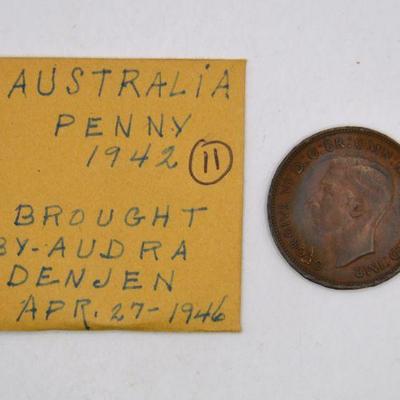 AUSTRALIA
PENNY
1942 11
BROUGHT
BY-AUDRA
DENJEN
APR. 27-1946